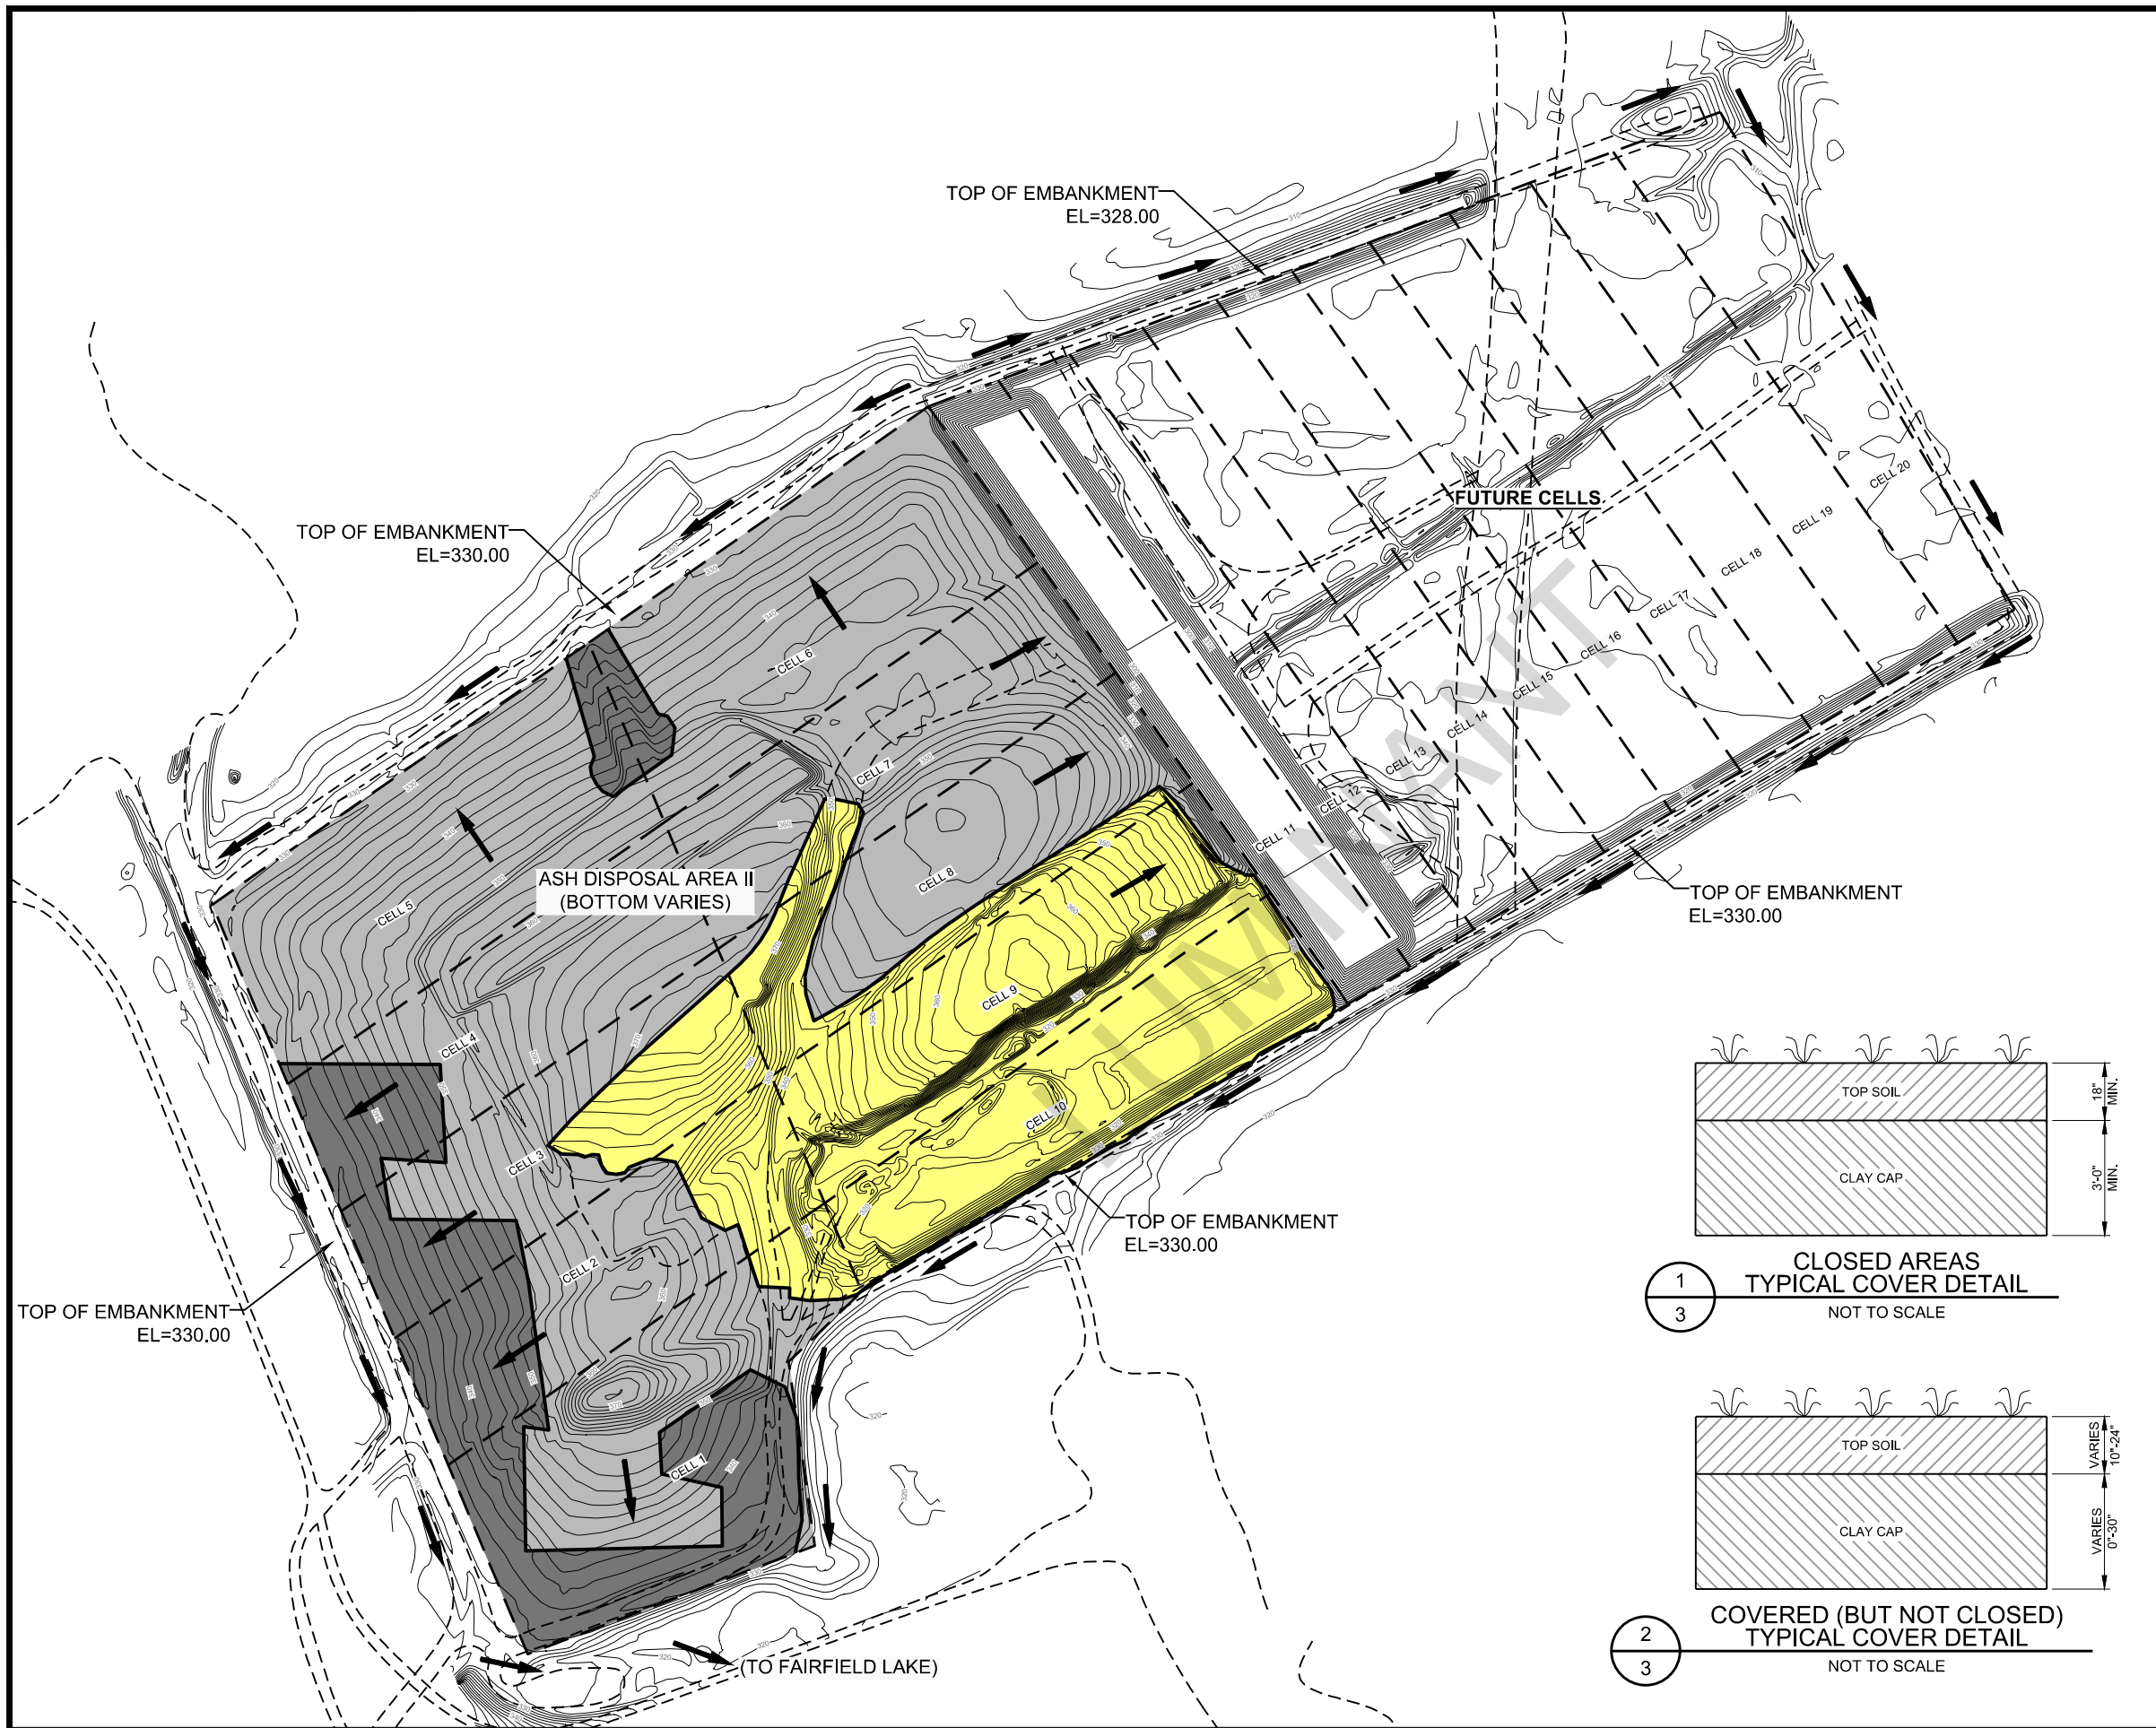 TOP OF EMBANKMENT
EL=328.00
TOP OF EMBANKMENT
EL=330.00
FUTURE CELLS
CELL 20
CELL 19
CELL 18
CELL 17
CELL 16
CELL 15
CELL 14
CELL 13
CELL 12
CELL 11
CELL 6
CELL 7
CELL 8
CELL 5
ASH DISPOSAL AREA II
(BOTTOM VARIES)
CELL 4
CELL 9
CELL 10
CELL 3
CELL 2
CELL 1
LUMINANT
TOP OF EMBANKMENT
EL=330.00
TOP OF EMBANKMENT
EL=330.00
TOP OF EMBANKMENT
EL=330.00
(TO FAIRFIELD LAKE)
TOP SOIL
18"
MIN.
CLAY CAP
3'-0"
MIN.
1
3
CLOSED AREAS
TYPICAL COVER DETAIL
NOT TO SCALE
TOP SOIL
VARIES
10"-24"
CLAY CAP
VARIES
0"-30"
2
3
COVERED (BUT NOT CLOSED)
TYPICAL COVER DETAIL
NOT TO SCALE